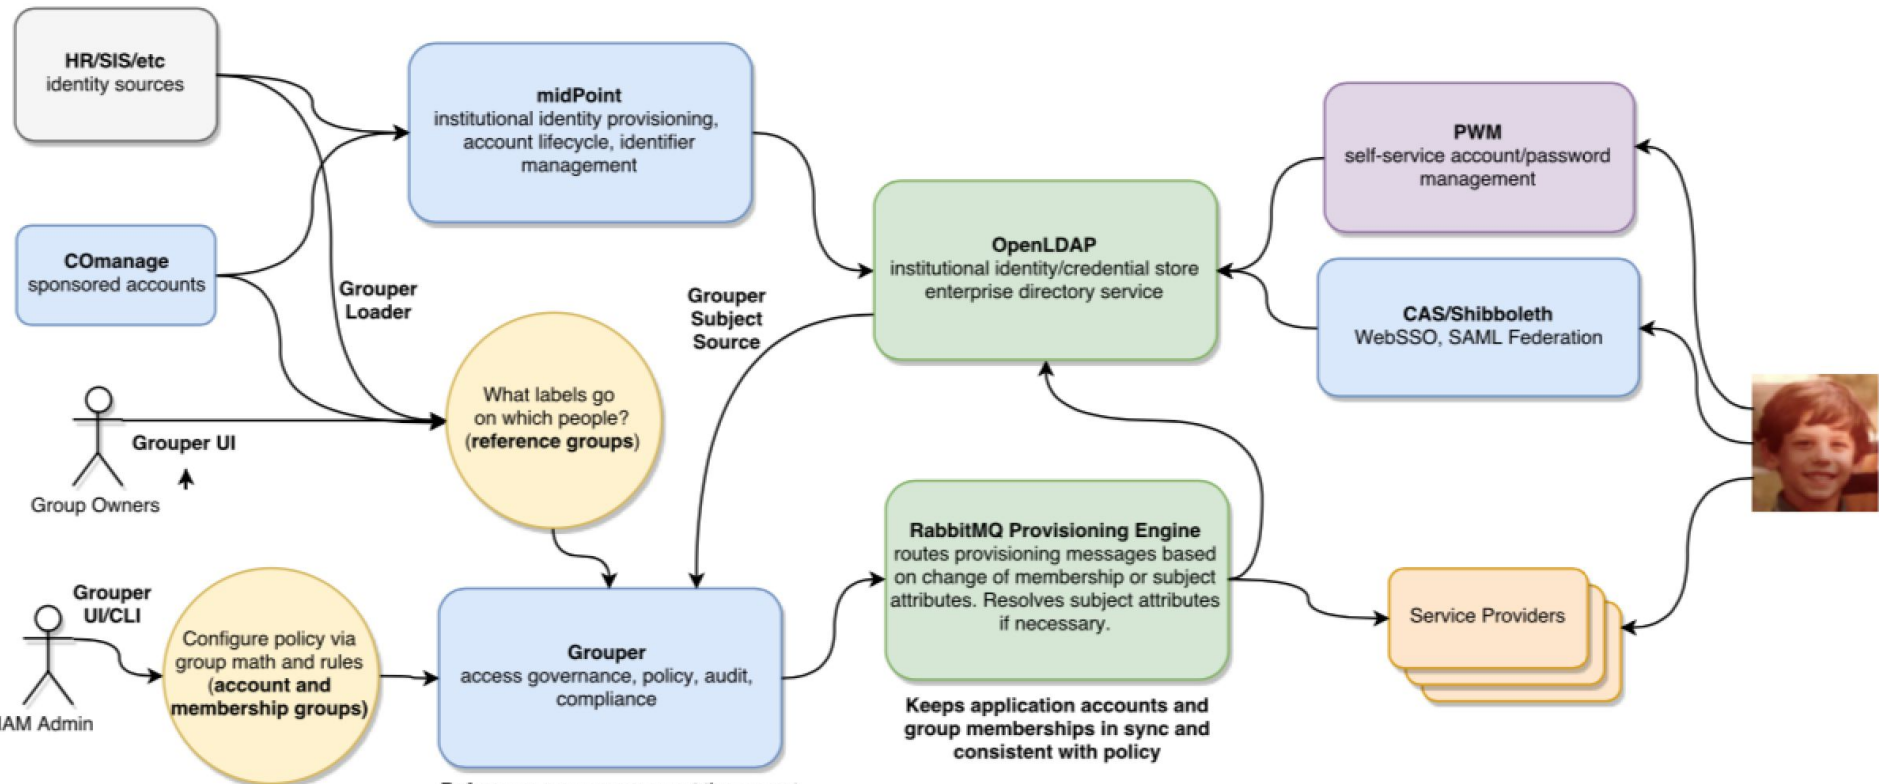 HR/SIS/etc
identity sources
midPoint
institutional identity provisioning,
account lifecycle, identifier
management
PWM
self-service account/password
management
COmanage
sponsored accounts
OpenLDAP
institutional identity/credential store
enterprise directory service
Grouper
Loader
Grouper
Subject
Source
CAS/Shibboleth
WebSSO, SAML Federation
What labels go
on which people?
(reference groups)
Grouper UI
Group Owners
RabbitMQ Provisioning Engine
routes provisioning messages based
on change of membership or subject
attributes. Resolves subject attributes
if necessary.
Grouper
UI/CLI
Configure policy via
group math and rules
(account and
membership groups)
IAM Admin
Grouper
access governance, policy, audit,
compliance
Service Providers
Keeps application accounts and
group memberships in sync and
consistent with policy